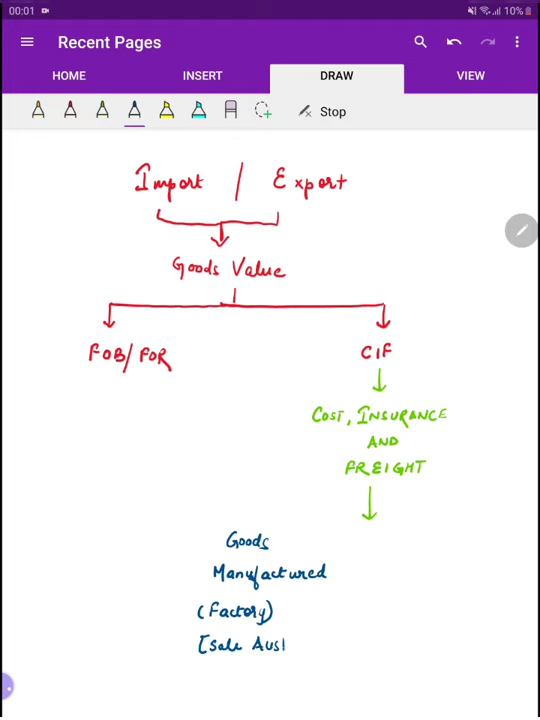 00:01 10%
Recent Pages
HOME INSERT DRAW VIEW
Stop
Import / Export
Goods Value
FOB/FOR CIF
COST, INSURANCE
AND
FREIGHT
Goods
Manufactured
(Factory)
[Sale Aus